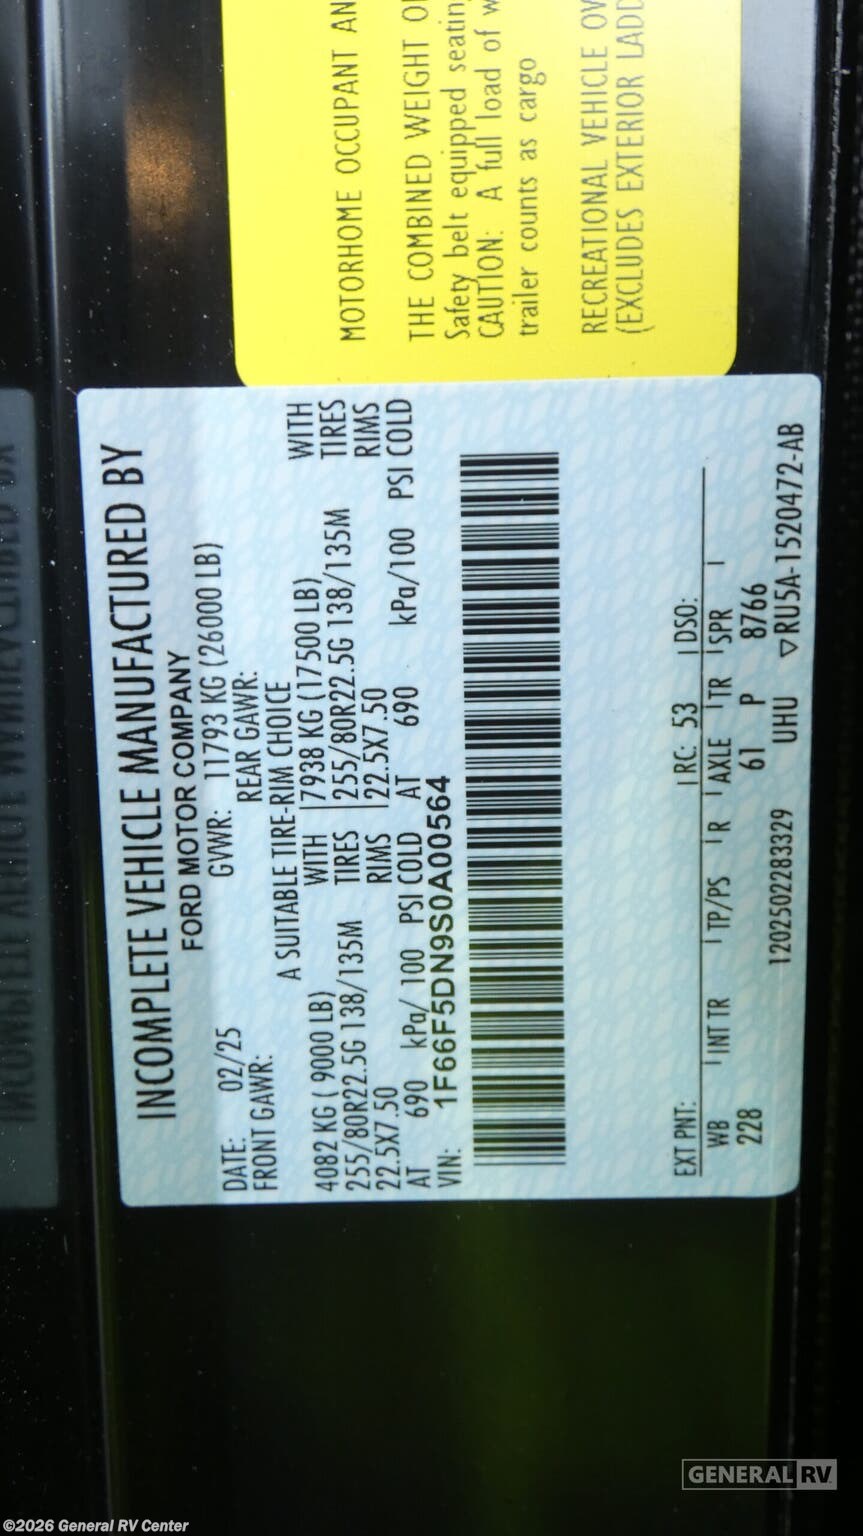 INCOMPLETE VEHICLE MANUFACTURED BY
FORD MOTOR COMPANY
DATE: 02/25 GVWR: 11793 KG (26000 LB)
FRONT GAWR: REAR GAWR:
A SUITABLE TIRE-RIM CHOICE
4082 KG ( 9000 LB) WITH 7938 KG (17500 LB) WITH
255/80R22.5G 138/135M TIRES 255/80R22.5G 138/135M TIRES
22.5X7.50 RIMS 22.5X7.50 RIMS
AT 690 kPa/ 100 PSI COLD AT 690 kPa/100 PSI COLD
VIN: 1F66F5DN9S0A00564
EXT PNT: RC: 53 DSO:
WB INT TR TP/PS R AXLE TR SPR
228 61 P 8766
1202502283329 UHU ▽RU5A-1520472-AB
MOTORHOME OCCUPANT AN
THE COMBINED WEIGHT O
Safety belt equipped seating
CAUTION: A full load of w
trailer counts as cargo
RECREATIONAL VEHICLE OV
(EXCLUDES EXTERIOR LADD
GENERAL RV
©2026 General RV Center